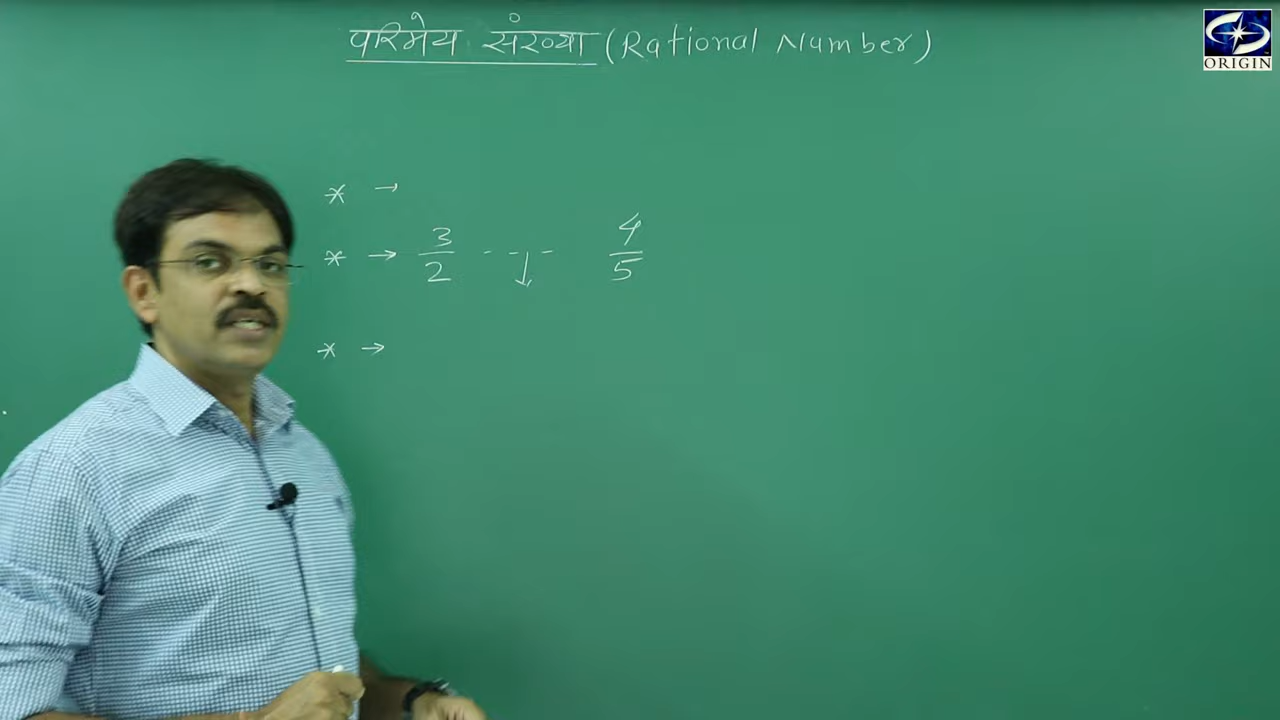 परिमेय संख्या (Rational Number)
ORIGIN
* →
* → 3/2 - - - 4/5
↓
* →